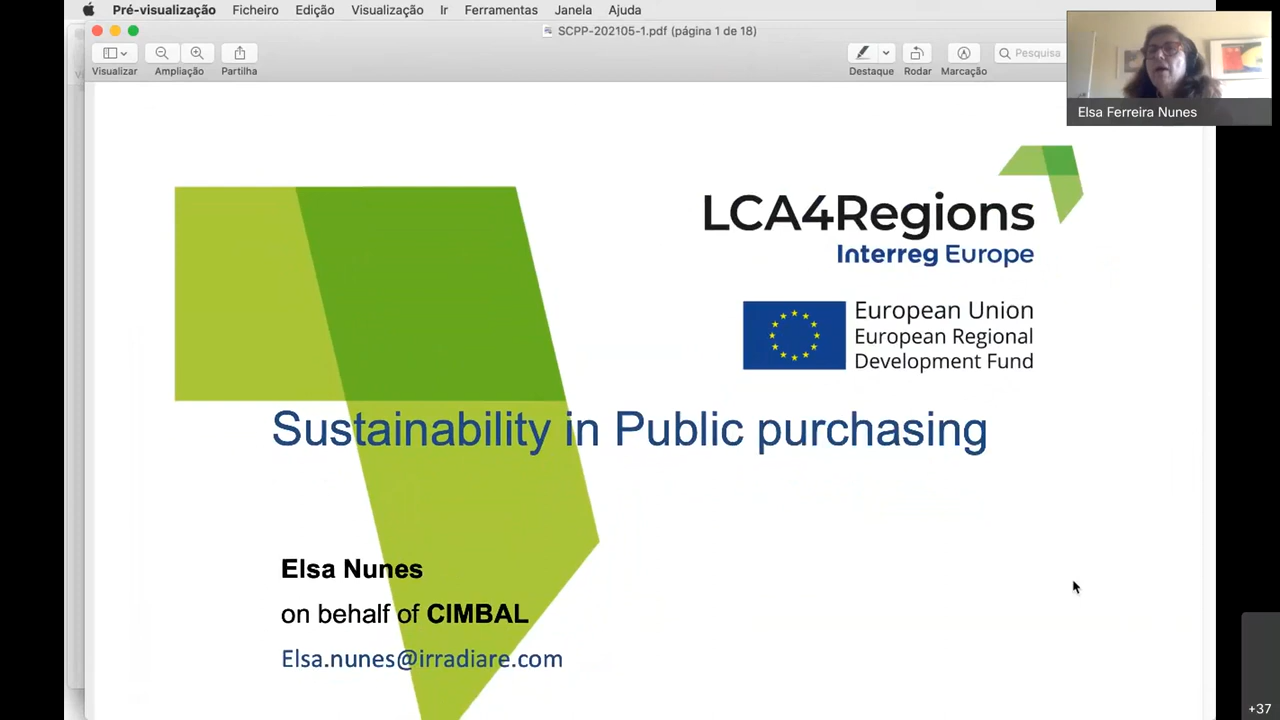 Pré-visualização Ficheiro Edição Visualização Ir Ferramentas Janela Ajuda
SCPP-202105-1.pdf (página 1 de 18)
Visualizar Ampliação Partilha Destaque Rodar Marcação Pesquisa
Elsa Ferreira Nunes
LCA4Regions
Interreg Europe
European Union
European Regional
Development Fund
Sustainability in Public purchasing
Elsa Nunes
on behalf of CIMBAL
Elsa.nunes@irradiare.com
+37